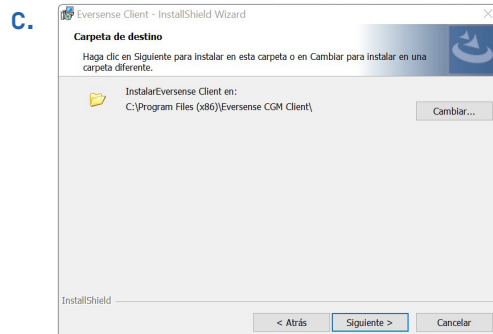 C.
Eversense Client - InstallShield Wizard
Carpeta de destino
Haga clic en Siguiente para instalar en esta carpeta o en Cambiar para instalar en una
carpeta diferente.
InstalarEversense Client en:
C:\Program Files (x86)\Eversense CGM Client\
Cambiar...
InstallShield
< Atrás Siguiente > Cancelar